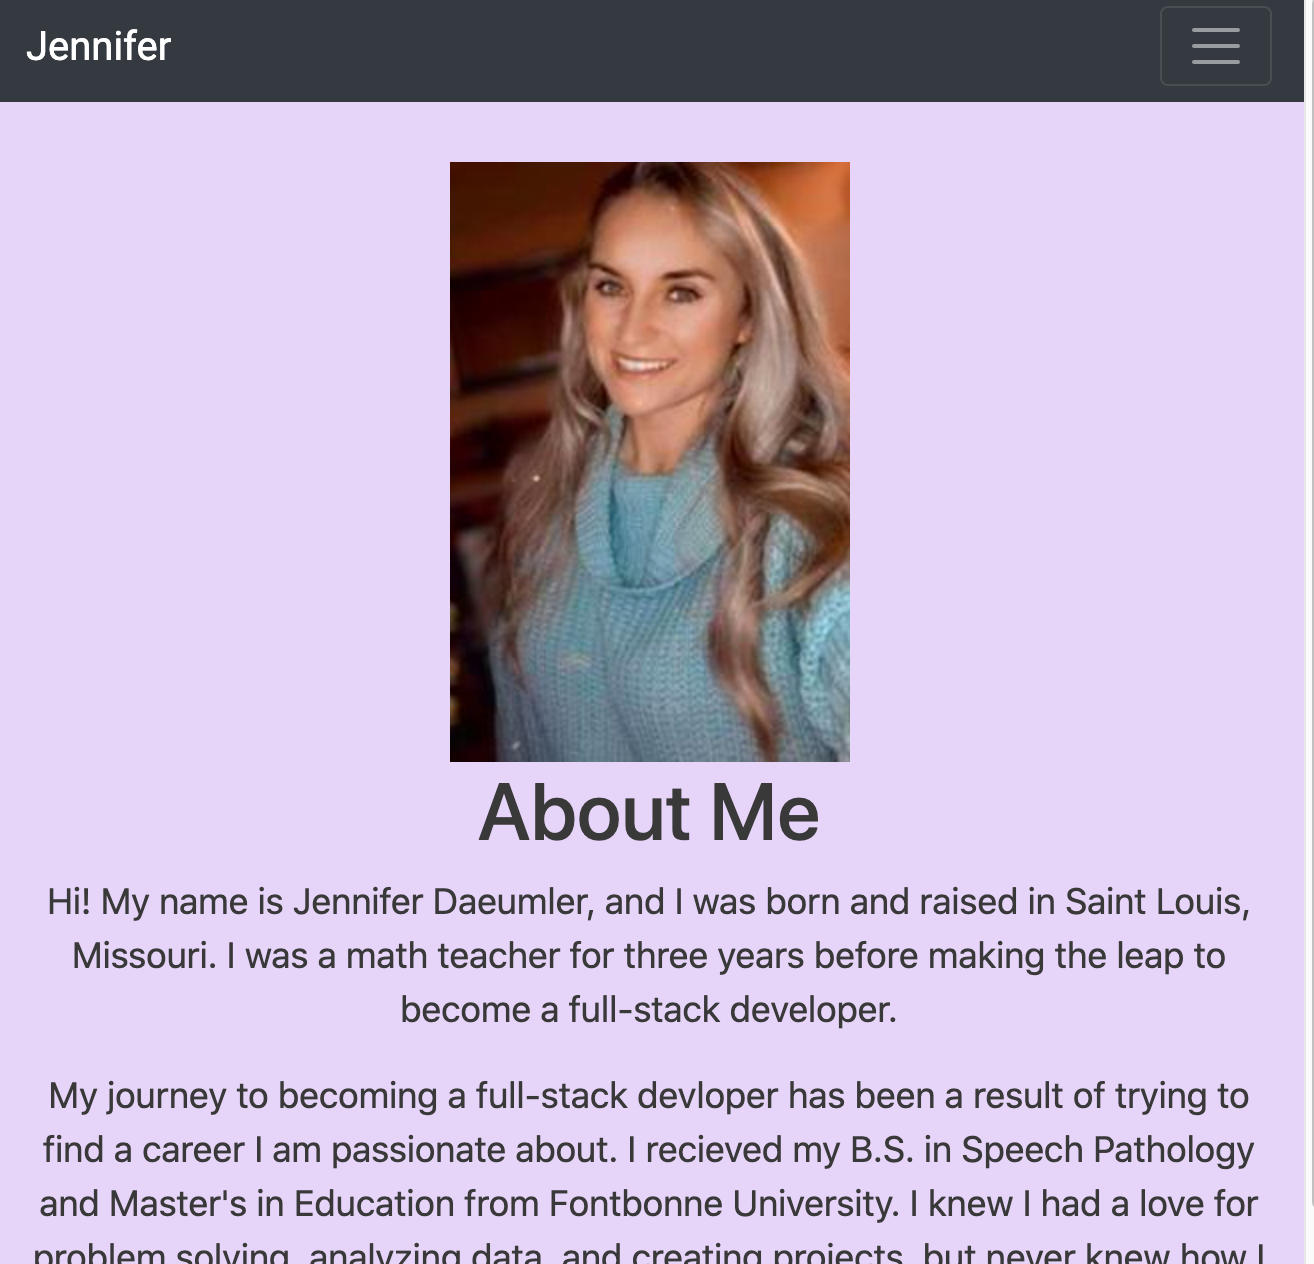 Jennifer
About Me
Hi! My name is Jennifer Daeumler, and I was born and raised in Saint Louis,
Missouri. I was a math teacher for three years before making the leap to
become a full-stack developer.
My journey to becoming a full-stack devloper has been a result of trying to
find a career I am passionate about. I recieved my B.S. in Speech Pathology
and Master's in Education from Fontbonne University. I knew I had a love for
problem solving, analyzing data, and creating projects, but never knew how I